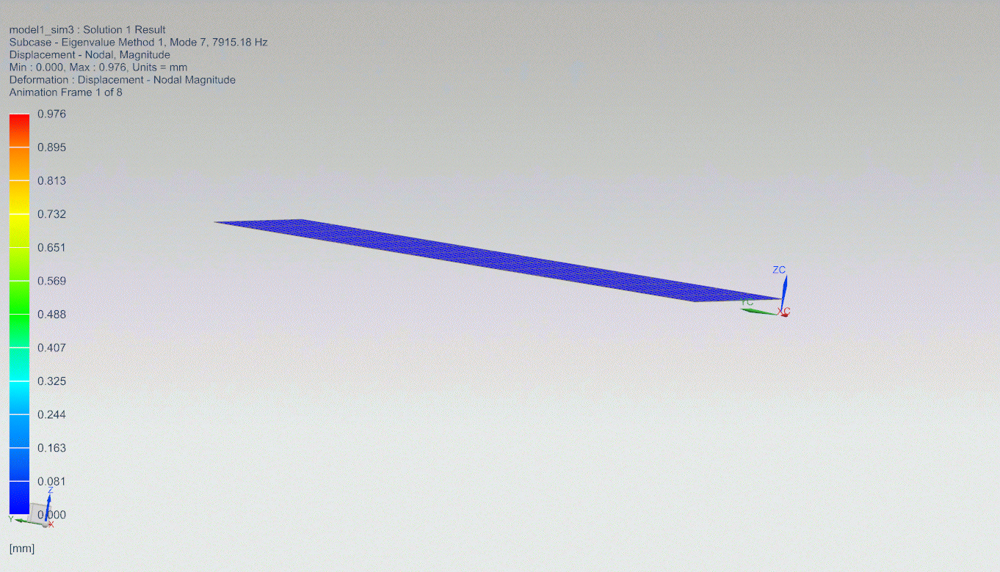 model1_sim3 : Solution 1 Result
Subcase - Eigenvalue Method 1, Mode 7, 7915.18 Hz
Displacement - Nodal, Magnitude
Min : 0.000, Max : 0.976, Units = mm
Deformation : Displacement - Nodal Magnitude
Animation Frame 1 of 8
0.976
0.895
0.813
0.732
0.651
0.569
0.488
0.407
0.325
0.244
0.163
0.081
0.000
[mm]
ZC
YC
XC
Z
Y
X